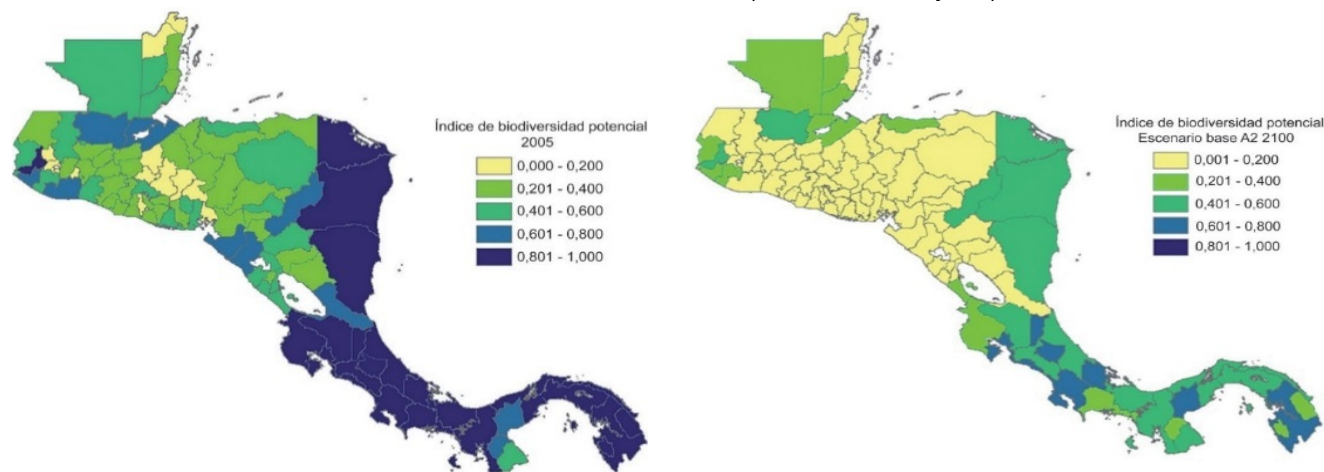 Índice de biodiversidad potencial
2005
0,000 - 0,200
0,201 - 0,400
0,401 - 0,600
0,601 - 0,800
0,801 - 1,000
Índice de biodiversidad potencial
Escenario base A2 2100
0,001 - 0,200
0,201 - 0,400
0,401 - 0,600
0,601 - 0,800
0,801 - 1,000